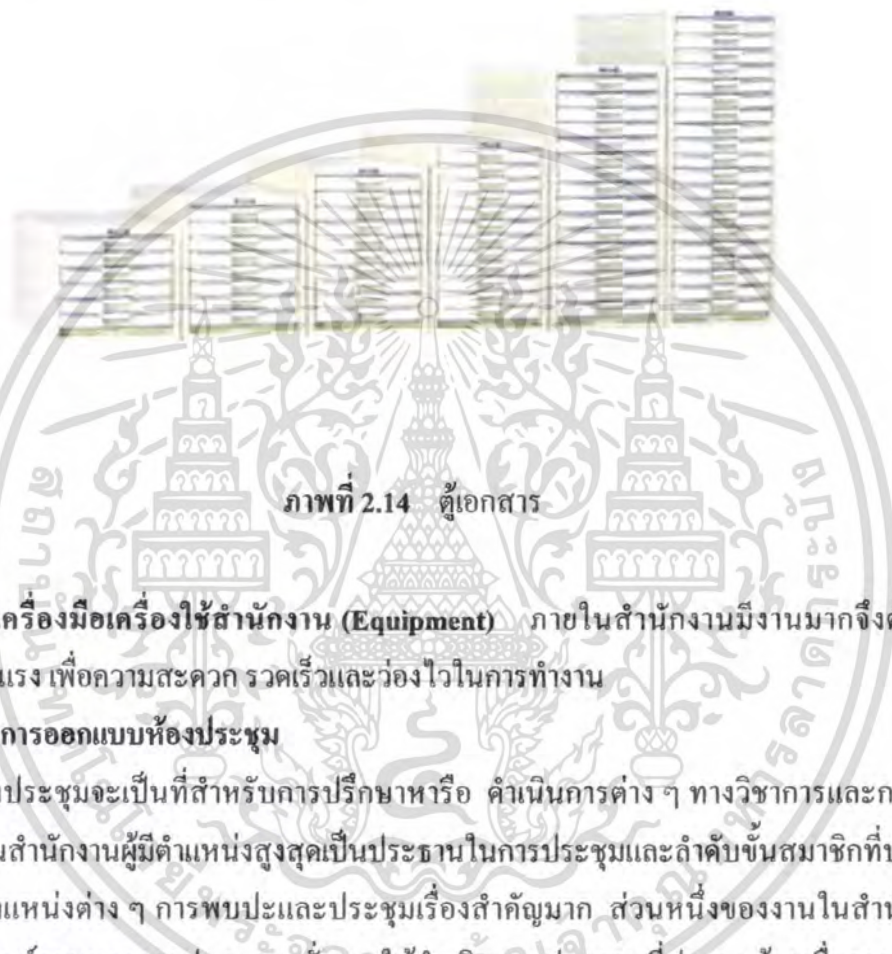 ภาพที่ 2.14 ตู้เอกสาร
ครื่องมือเครื่องใช้สำนักงาน (Equipment) ภายในสำนักงานมีงานมากจึงต
แรง เพื่อความสะดวก รวดเร็วและว่องไวในการทำงาน
การออกแบบห้องประชุม
ประชุมจะเป็นที่สำหรับการปรึกษาหารือ ดำเนินการต่าง ๆ ทางวิชาการและก
นสำนักงานผู้มีตำแหน่งสูงสุดเป็นประธานในการประชุมและลำดับขั้นสมาชิกที่ป
แหน่งต่าง ๆ การพบปะและประชุมเรื่องสำคัญมาก ส่วนหนึ่งของงานในสำน